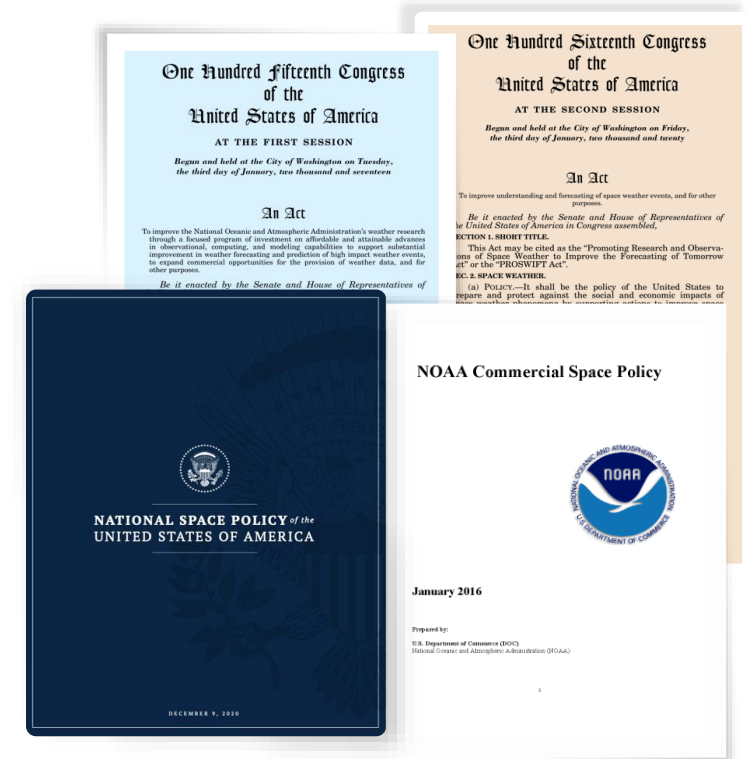 One Hundred Fifteenth Congress
of the
United States of America
AT THE FIRST SESSION
Begun and held at the City of Washington on Tuesday,
the third day of January, two thousand and seventeen
An Act
To improve the National Oceanic and Atmospheric Administration's weather research
through a focused program of investment on affordable and attainable advances
in observational, computing, and modeling capabilities to support substantial
improvement in weather forecasting and prediction of high impact weather events,
to expand commercial opportunities for the provision of weather data, and for
other purposes.
Be it enacted by the Senate and House of Representatives of
One Hundred Sixteenth Congress
of the
United States of America
AT THE SECOND SESSION
Begun and held at the City of Washington on Friday,
the third day of January, two thousand and twenty
An Act
To improve understanding and forecasting of space weather events, and for other
purposes.
Be it enacted by the Senate and House of Representatives of
he United States of America in Congress assembled,
ECTION 1. SHORT TITLE.
This Act may be cited as the “Promoting Research and Observa-
ions of Space Weather to Improve the Forecasting of Tomorrow
ct” or the “PROSWIFT Act”.
EC. 2. SPACE WEATHER.
(a) POLICY.—It shall be the policy of the United States to
repare and protect against the social and economic impacts of
NATIONAL SPACE POLICY of the
UNITED STATES OF AMERICA
DECEMBER 9, 2020
NOAA Commercial Space Policy
NATIONAL OCEANIC AND ATMOSPHERIC ADMINISTRATION
NOAA
U.S. DEPARTMENT OF COMMERCE
January 2016
Prepared by:
U.S. Department of Commerce (DOC)
National Oceanic and Atmospheric Administration (NOAA)
1